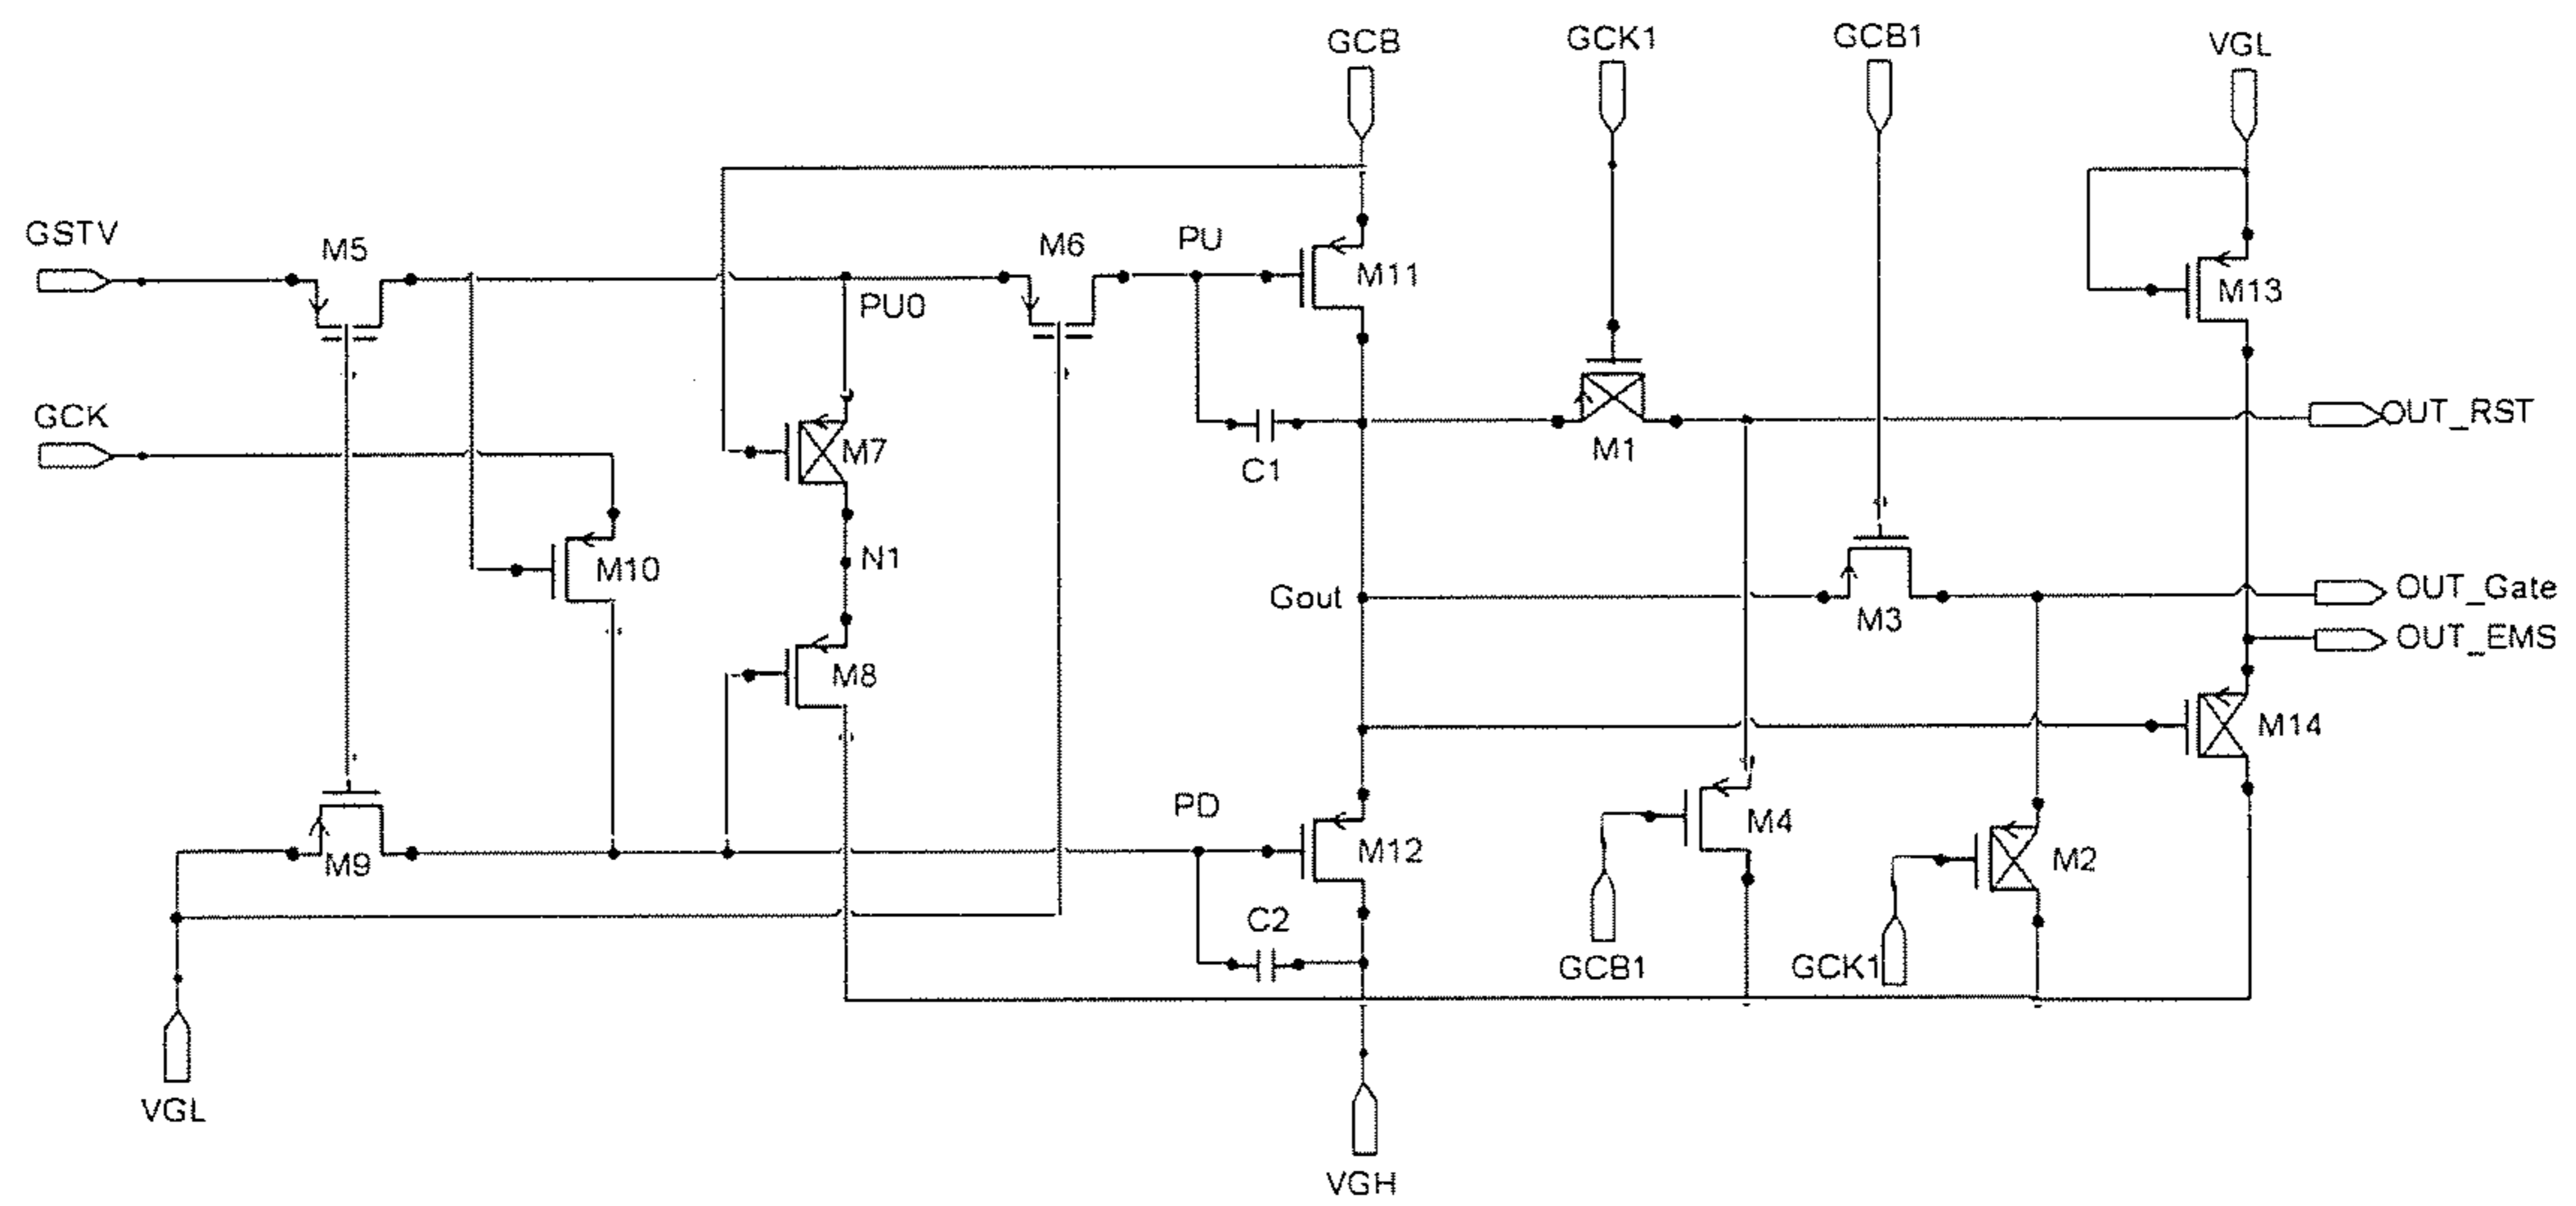 GCB
GCK1
GCB1
VGL
GSTV
M5
M6
PU
M11
M13
PU0
GCK
M7
C1
M1
OUT_RST
M10
N1
Gout
M3
OUT_Gate
OUT_EMS
M8
M14
PD
M12
M4
M9
M2
C2
GCB1
GCK1
VGL
VGH